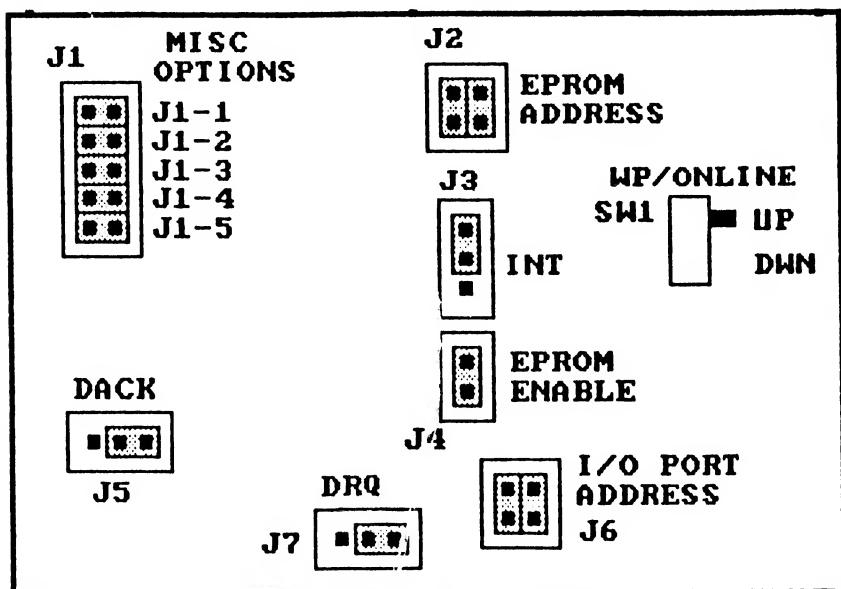 J1
MISC
OPTIONS
J1-1
J1-2
J1-3
J1-4
J1-5
J2
EPROM
ADDRESS
J3
INT
WP/ONLINE
SW1
UP
DWN
EPROM
ENABLE
J4
DACK
J5
DRQ
J7
I/O PORT
ADDRESS
J6